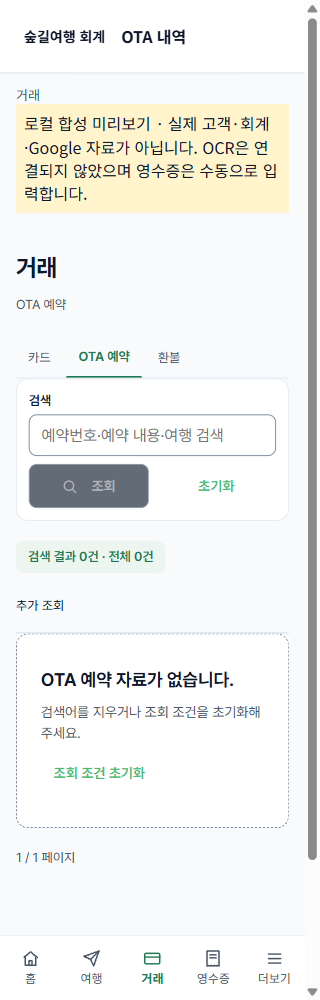 숲길여행 회계 OTA 내역
거래
로컬 합성 미리보기 · 실제 고객·회계
·Google 자료가 아닙니다. OCR은 연
결되지 않았으며 영수증은 수동으로 입
력합니다.
거래
OTA 예약
카드 OTA 예약 환불
검색
예약번호·예약 내용·여행 검색
조회 초기화
검색 결과 0건 · 전체 0건
추가 조회
OTA 예약 자료가 없습니다.
검색어를 지우거나 조회 조건을 초기화해
주세요.
조회 조건 초기화
1 / 1 페이지
홈 여행 거래 영수증 더보기